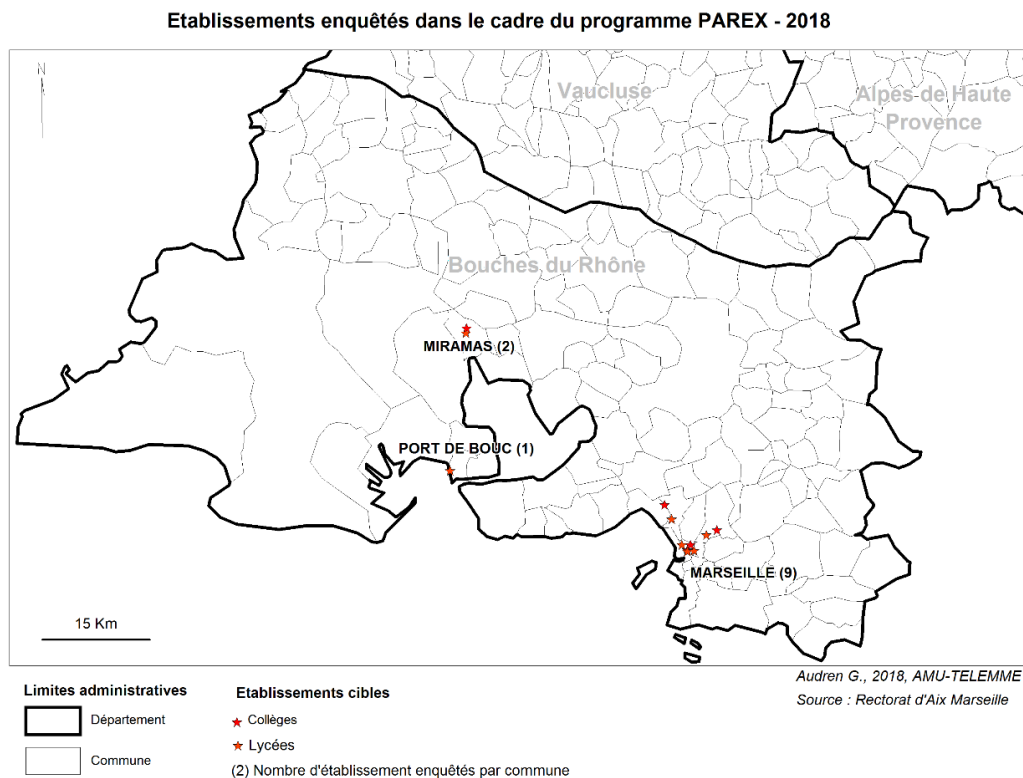 Etablissements enquêtés dans le cadre du programme PAREX - 2018
N
Vaucluse
Alpes de Haute
Provence
Bouches du Rhône
MIRAMAS (2)
PORT DE BOUC (1)
MARSEILLE (9)
15 Km
Audren G., 2018, AMU-TELEMME
Source : Rectorat d'Aix Marseille
Limites administratives
Département
Commune
Etablissements cibles
Collèges
Lycées
(2) Nombre d'établissement enquêtés par commune